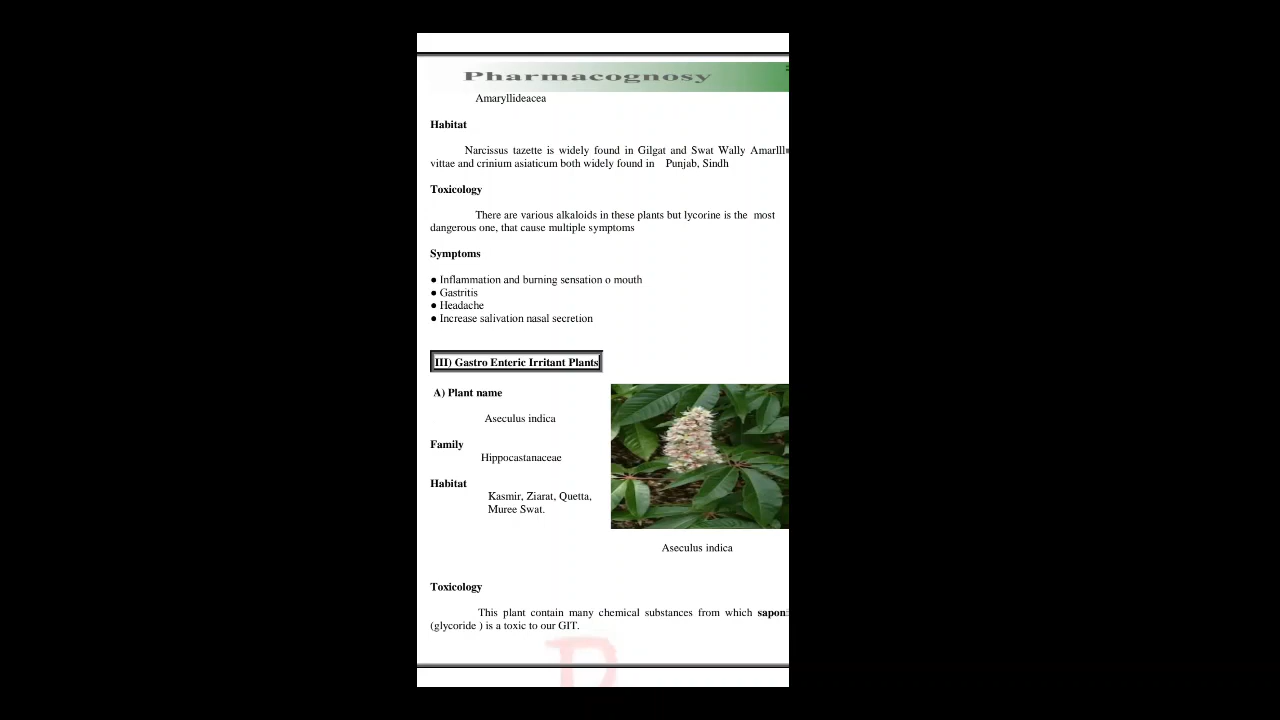 Pharmacognosy
Amaryllideacea
Habitat
Narcissus tazette is widely found in Gilgat and Swat Wally
vittae and crinium asiaticum both widely found in Punjab, Sindh
Toxicology
There are various alkaloids in these plants but lycorine is the most
dangerous one, that cause multiple symptoms
Symptoms
● Inflammation and burning sensation o mouth
● Gastritis
● Headache
● Increase salivation nasal secretion
III) Gastro Enteric Irritant Plants
A) Plant name
Aseculus indica
Family
Hippocastanaceae
Habitat
Kasmir, Ziarat, Quetta,
Muree Swat.
Aseculus indica
Toxicology
This plant contain many chemical substances from which
(glycoride ) is a toxic to our GIT.